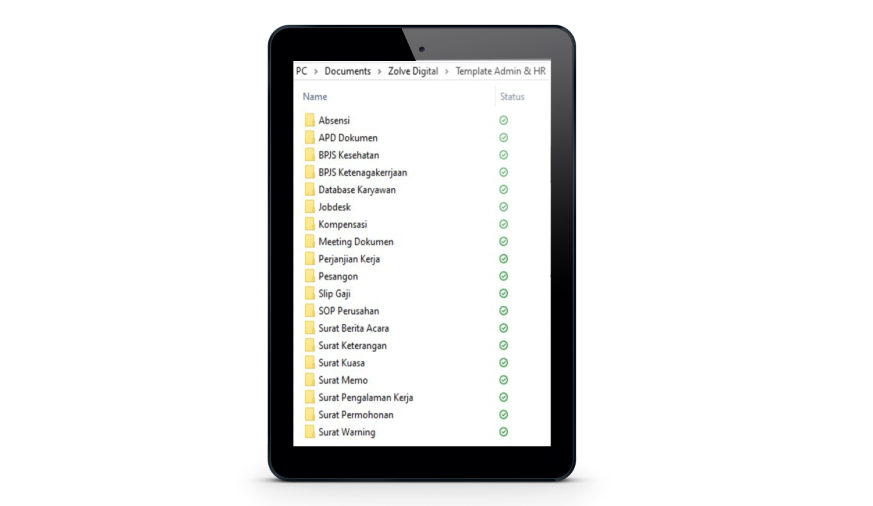 PC > Documents > Zolve Digital > Template Admin & HR
Name Status
Absensi
APD Dokumen
BPJS Kesehatan
BPJS Ketenagakerrjaan
Database Karyawan
Jobdesk
Kompensasi
Meeting Dokumen
Perjanjian Kerja
Pesangon
Slip Gaji
SOP Perusahan
Surat Berita Acara
Surat Keterangan
Surat Kuasa
Surat Memo
Surat Pengalaman Kerja
Surat Permohonan
Surat Warning